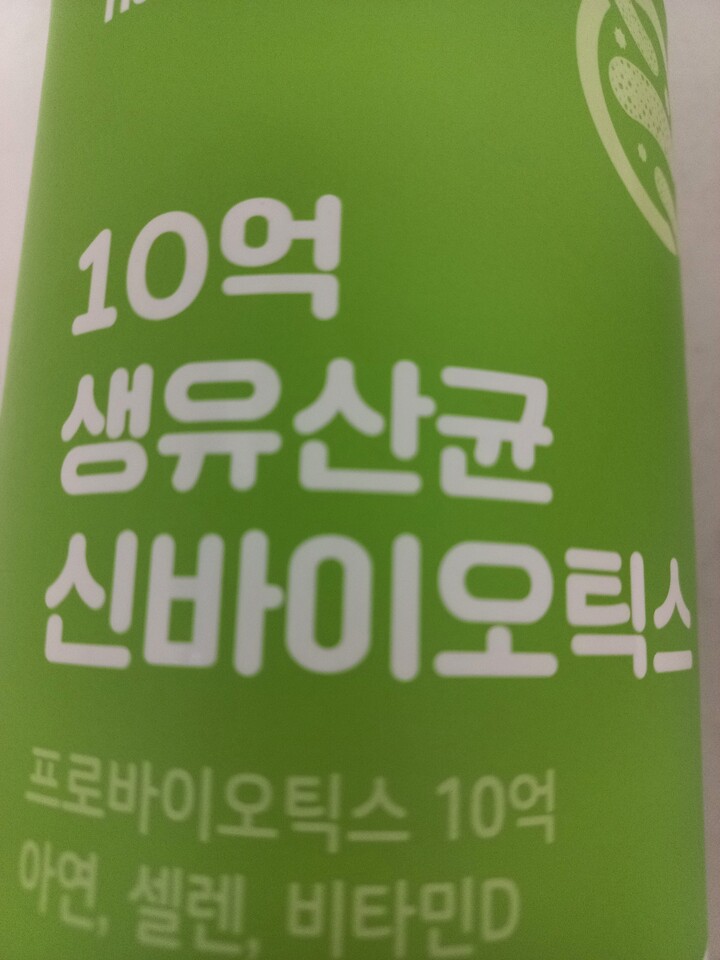 10억
생유산균
신바이오틱스
프로바이오틱스 10억
아연, 셀렌, 비타민D